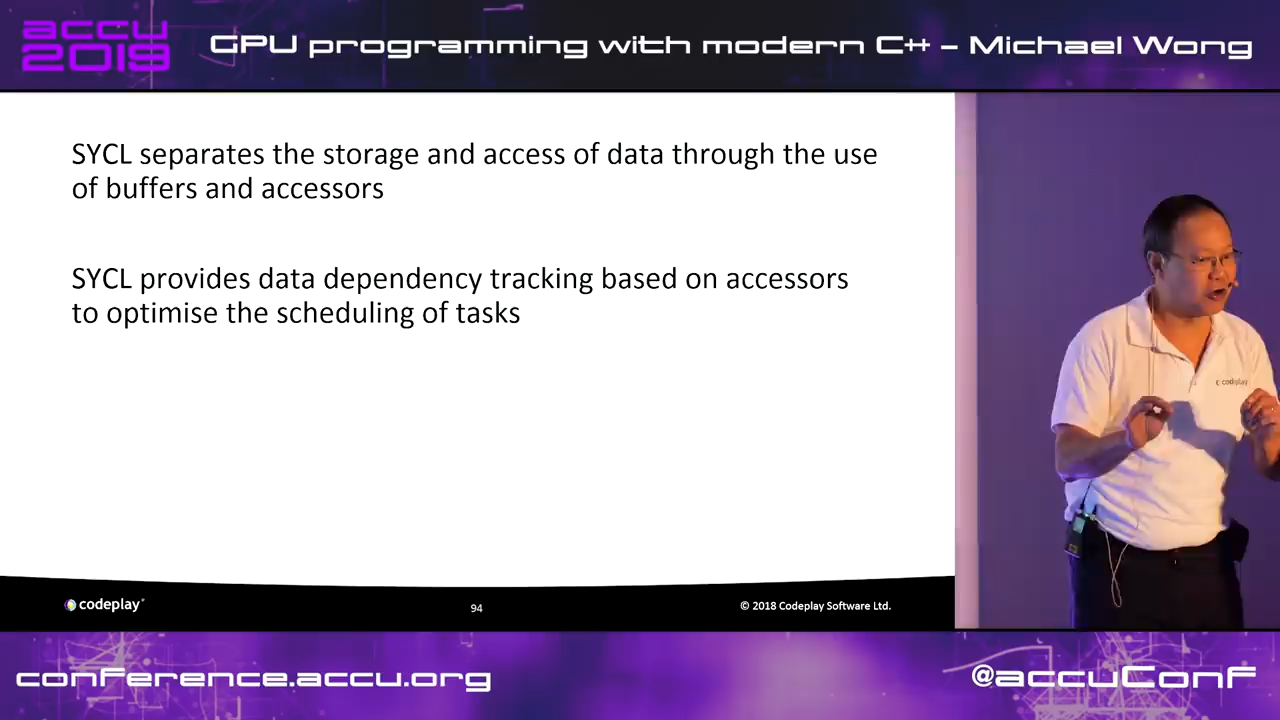 accu
2019
GPU programming with modern C++ – Michael Wong
SYCL separates the storage and access of data through the use
of buffers and accessors
SYCL provides data dependency tracking based on accessors
to optimise the scheduling of tasks
codeplay
codeplay
94
© 2018 Codeplay Software Ltd.
conference.accu.org
@accuConf